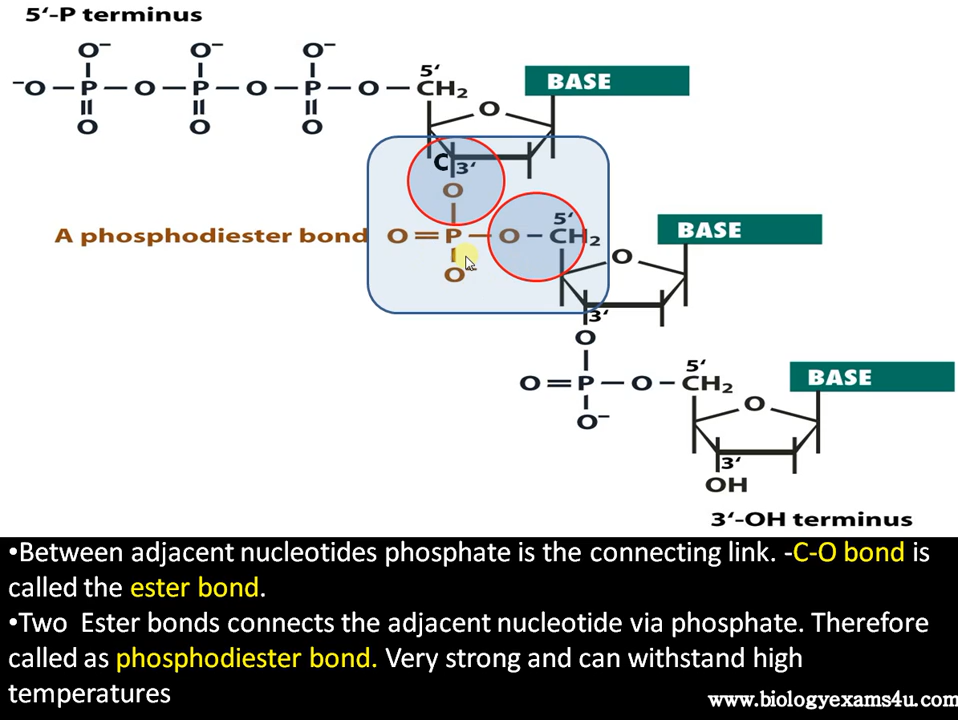 5‘-P terminus
O– O– O–
–O — P — O — P — O — P — O — CH₂ 5‘ BASE
O O O O
C 3‘
O
5‘
A phosphodiester bond O = P — O – CH₂ BASE
O– O
3‘
O
5‘
O = P — O – CH₂ BASE
O– O
3‘
OH
3‘-OH terminus
•Between adjacent nucleotides phosphate is the connecting link. -C-O bond is
called the ester bond.
•Two Ester bonds connects the adjacent nucleotide via phosphate. Therefore
called as phosphodiester bond. Very strong and can withstand high
temperatures
www.biologyexams4u.com